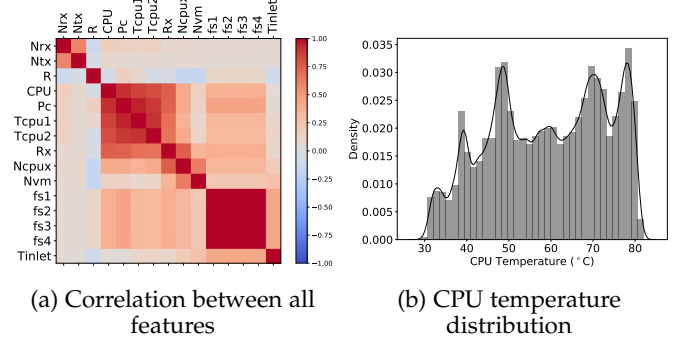 Nrx
Ntx
R
CPU
Pc
Tcpu1
Tcpu2
Rx
Ncpux
Nvm
fs1
fs2
fs3
fs4
Tinlet
Nrx
Ntx
R
CPU
Pc
Tcpu1
Tcpu2
Rx
Ncpux
Nvm
fs1
fs2
fs3
fs4
Tinlet
1.00
0.75
0.50
0.25
0.00
−0.25
−0.50
−0.75
−1.00
(a) Correlation between all
features
Density
0.035
0.030
0.025
0.020
0.015
0.010
0.005
0.000
30 40 50 60 70 80
CPU Temperature (°C)
(b) CPU temperature
distribution